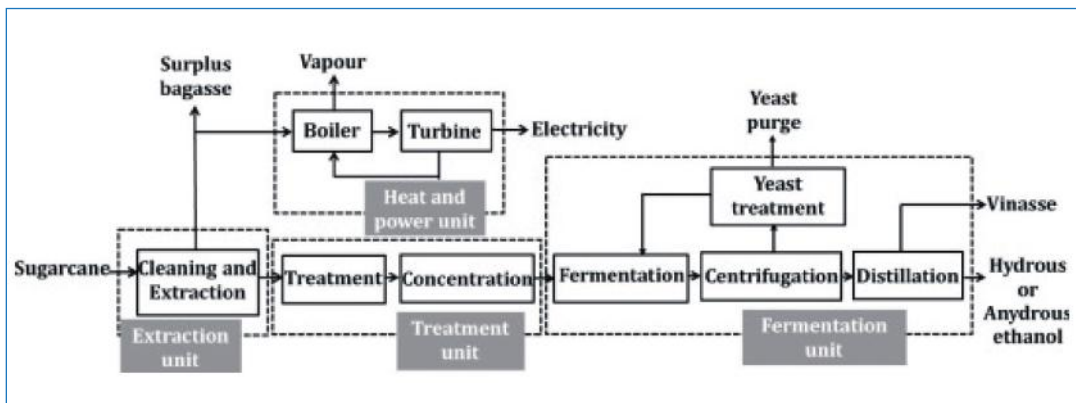 Surplus
bagasse
Vapour
Boiler
Turbine
Electricity
Heat and
power unit
Yeast
purge
Yeast
treatment
Vinasse
Sugarcane
Cleaning and
Extraction
Extraction
unit
Treatment
Concentration
Treatment
unit
Fermentation
Centrifugation
Distillation
Fermentation
unit
Hydrous
or
Anydrous
ethanol